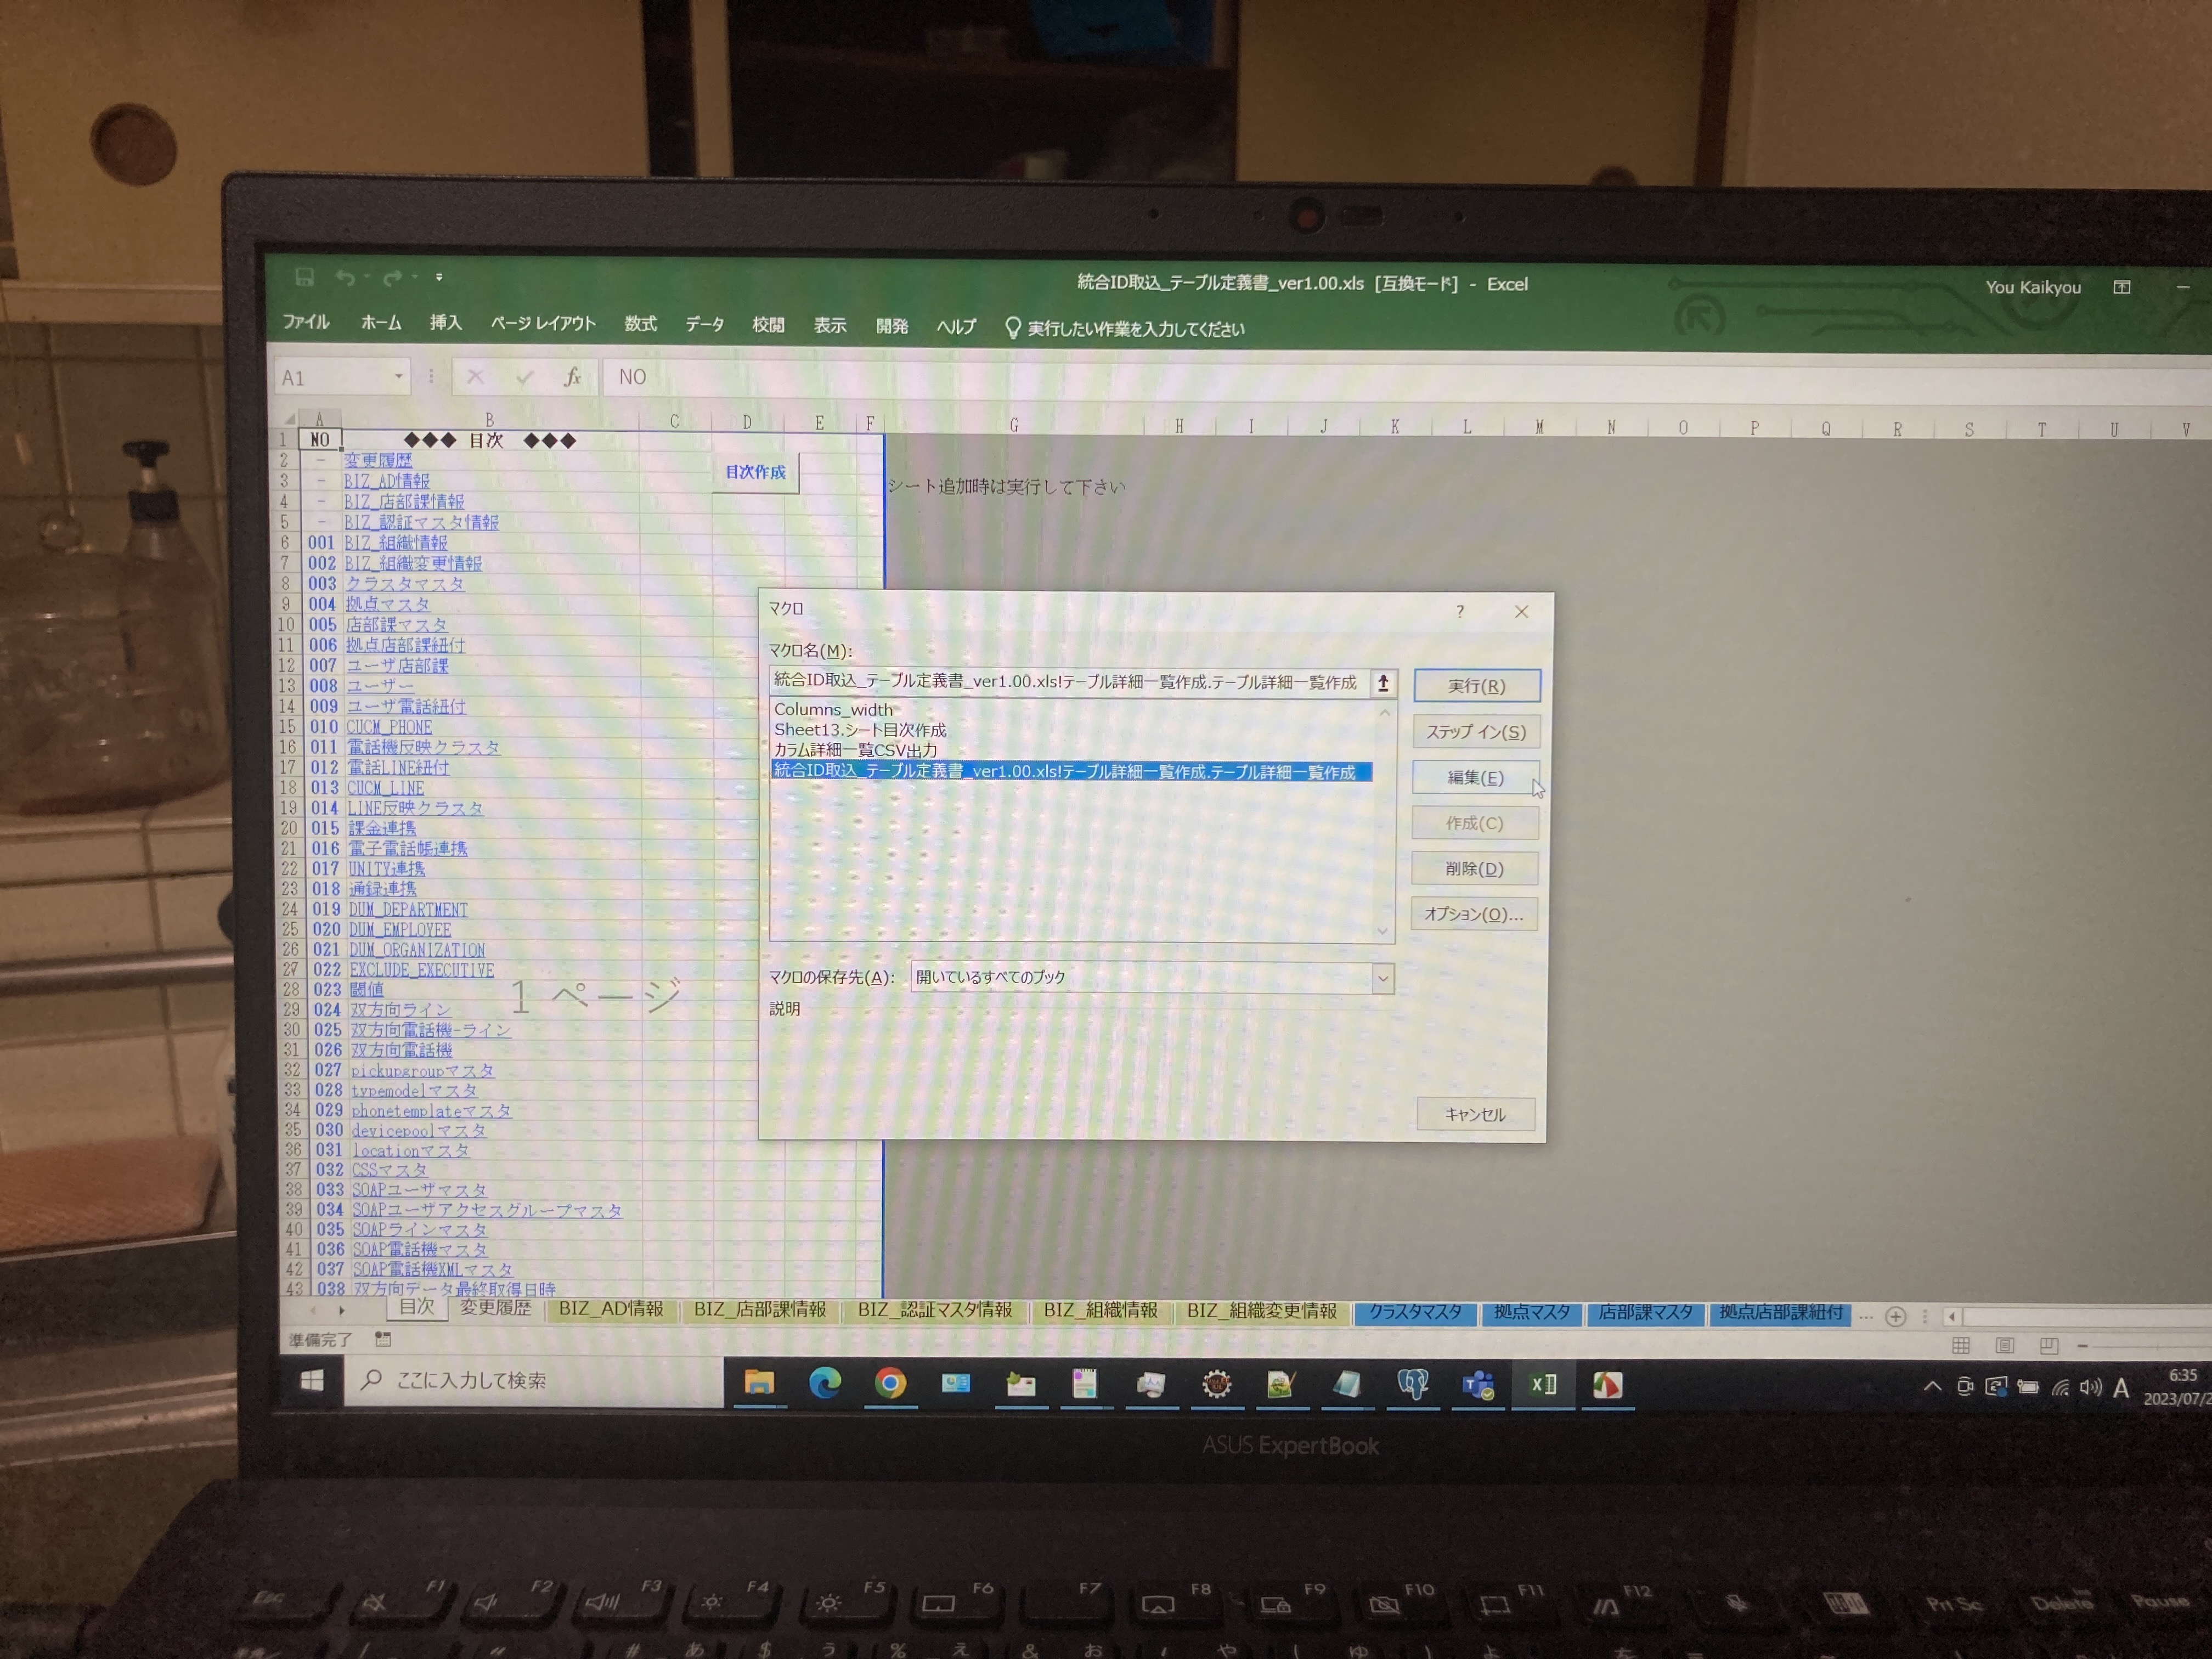 統合ID取込_テーブル定義書_ver1.00.xls [互換モード] - Excel
You Kaikyou
ファイル ホーム 挿入 ページ レイアウト 数式 データ 校閲 表示 開発 ヘルプ 実行したい作業を入力してください
A1 fx NO
A B C D E F G H I J K L M N O P Q R S T U V
1 NO ◆◆◆ 目次 ◆◆◆
2 - 変更履歴
目次作成
3 - BIZ_AD情報
シート追加時は実行して下さい
4 - BIZ_店部課情報
5 - BIZ_認証マスタ情報
6 001 BIZ_組織情報
7 002 BIZ_組織変更情報
8 003 クラスタマスタ
9 004 拠点マスタ
10 005 店部課マスタ
11 006 拠点店部課紐付
12 007 ユーザ店部課
13 008 ユーザー
14 009 ユーザ電話紐付
15 010 CUCM_PHONE
16 011 電話機反映クラスタ
17 012 電話LINE紐付
18 013 CUCM_LINE
19 014 LINE反映クラスタ
20 015 課金連携
21 016 電子電話帳連携
22 017 UNITY連携
23 018 通録連携
24 019 DUM_DEPARTMENT
25 020 DUM_EMPLOYEE
26 021 DUM_ORGANIZATION
27 022 EXCLUDE_EXECUTIVE
28 023 閾値
29 024 双方向ライン
30 025 双方向電話機-ライン
31 026 双方向電話機
32 027 pickupgroupマスタ
33 028 typemodelマスタ
34 029 phonetemplateマスタ
35 030 devicepoolマスタ
36 031 locationマスタ
37 032 CSSマスタ
38 033 SOAPユーザマスタ
39 034 SOAPユーザアクセスグループマスタ
40 035 SOAPラインマスタ
41 036 SOAP電話機マスタ
42 037 SOAP電話機XMLマスタ
43 038 双方向データ最終取得日時
1 ページ
マクロ ?
マクロ名(M):
統合ID取込_テーブル定義書_ver1.00.xls!テーブル詳細一覧作成.テーブル詳細一覧作成
Columns_width
Sheet13.シート目次作成
カラム詳細一覧CSV出力
統合ID取込_テーブル定義書_ver1.00.xls!テーブル詳細一覧作成.テーブル詳細一覧作成
実行(R)
ステップ イン(S)
編集(E)
作成(C)
削除(D)
オプション(O)...
マクロの保存先(A): 開いているすべてのブック
説明
キャンセル
目次 変更履歴 BIZ_AD情報 BIZ_店部課情報 BIZ_認証マスタ情報 BIZ_組織情報 BIZ_組織変更情報 クラスタマスタ 拠点マスタ 店部課マスタ 拠点店部課紐付 ...
準備完了
ここに入力して検索
A
6:35
2023/07/2
ASUS ExpertBook
Esc F1 F2 F3 F4 F5 F6 F7 F8 F9 F10 F11 F12 Prt Sc Delete Pause
# あ $ う % え & お ' や ( ゆ ) よ